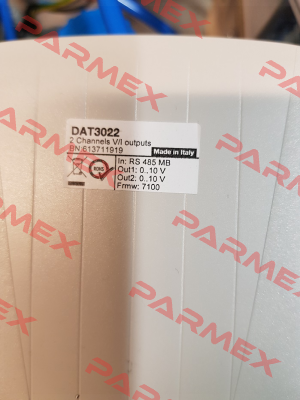 PARMEX
PARMEX
DAT3022
2 Channels V/I outputs
BN:613711919
Made in Italy
In: RS 485 MB
Out1: 0..10 V
Out2: 0..10 V
Frmw: 7100
ROHS
PARMEX
PARMEX
PARMEX
PARMEX